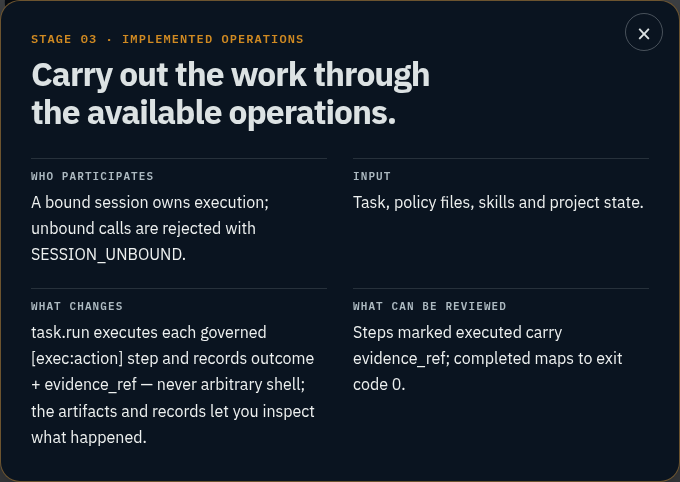 STAGE 03 · IMPLEMENTED OPERATIONS
Carry out the work through
the available operations.
WHO PARTICIPATES
A bound session owns execution;
unbound calls are rejected with
SESSION_UNBOUND.
INPUT
Task, policy files, skills and project state.
WHAT CHANGES
task.run executes each governed
[exec:action] step and records outcome
+ evidence_ref — never arbitrary shell;
the artifacts and records let you inspect
what happened.
WHAT CAN BE REVIEWED
Steps marked executed carry
evidence_ref; completed maps to exit
code 0.